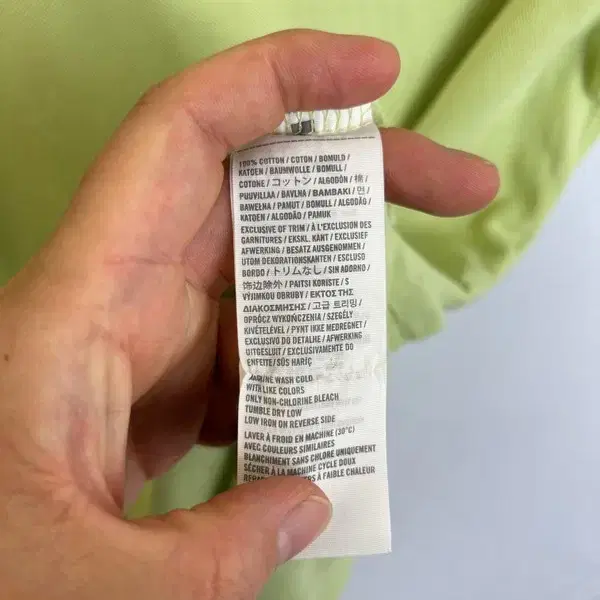 100% COTTON / COTON / BOMULD /
KATOEN / BAUMWOLLE / BOMULL /
COTONE / コットン / ALGODÓN / 棉 /
PUUVILLAA / BAVLNA / ΒΑΜΒΑΚΙ / 면 /
BAWEŁNA / PAMUT / BOMULL / ALGODÃO /
KATOEN / ALGODÃO / PAMUK
EXCLUSIVE OF TRIM / À L'EXCLUSION DES
GARNITURES / EKSKL. KANT / EXCLUSIEF
AFWERKING / BESATZ AUSGENOMMEN /
UTOM DEKORATIONSKANTEN / ESCLUSO
BORDO / トリムなし / SIN ADORNO /
饰边除外 / PAITSI KORISTE / S
VÝJIMKOU OBRUBY / ΕΚΤΟΣ ΤΗΣ
ΔΙΑΚΟΣΜΗΣΗΣ / 고급 트리밍 /
OPRÓCZ WYKOŃCZENIA / SZEGÉLY
KIVÉTELÉVEL / PYNT IKKE MEDREGNET /
EXCLUSIVO DO DETALHE / AFWERKING
UITGESLUIT / EXCLUSIVAMENTE DO
ENFEITE / SÜS HARİÇ
MACHINE WASH COLD
WITH LIKE COLORS
ONLY NON-CHLORINE BLEACH
TUMBLE DRY LOW
LOW IRON ON REVERSE SIDE
LAVER À FROID EN MACHINE (30°C)
AVEC COULEURS SIMILAIRES
BLANCHIMENT SANS CHLORE UNIQUEMENT
SÉCHER À LA MACHINE CYCLE DOUX
À FAIBLE CHALEUR